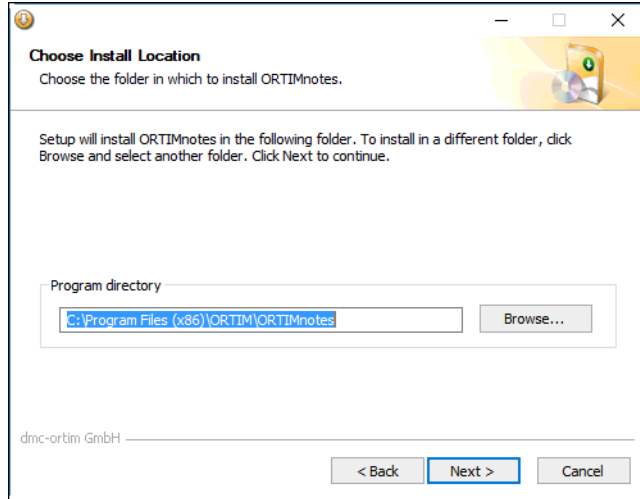 Choose Install Location
Choose the folder in which to install ORTIMnotes.
Setup will install ORTIMnotes in the following folder. To install in a different folder, click
Browse and select another folder. Click Next to continue.
Program directory
C:\Program Files (x86)\ORTIM\ORTIMnotes
Browse...
dmc-ortim GmbH
< Back
Next >
Cancel